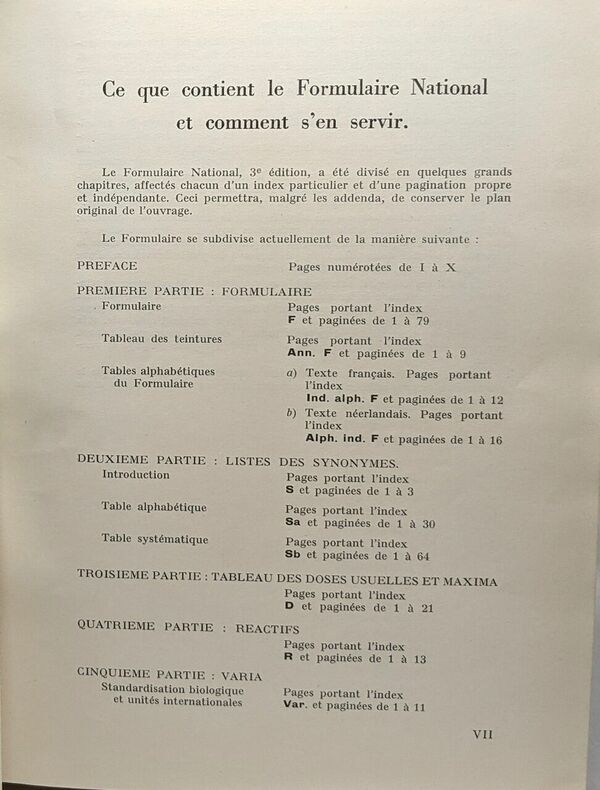 Ce que contient le Formulaire National
et comment s'en servir.
Le Formulaire National, 3e édition, a été divisé en quelques grands
chapitres, affectés chacun d'un index particulier et d'une pagination propre
et indépendante. Ceci permettra, malgré les addenda, de conserver le plan
original de l'ouvrage.
Le Formulaire se subdivise actuellement de la manière suivante :
PREFACE Pages numérotées de I à X
PREMIERE PARTIE : FORMULAIRE
Formulaire Pages portant l'index
F et paginées de 1 à 79
Tableau des teintures Pages portant l'index
Ann. F et paginées de 1 à 9
Tables alphabétiques a) Texte français. Pages portant
du Formulaire l'index
Ind. alph. F et paginées de 1 à 12
b) Texte néerlandais. Pages portant
l'index
Alph. ind. F et paginées de 1 à 16
DEUXIEME PARTIE : LISTES DES SYNONYMES.
Introduction Pages portant l'index
S et paginées de 1 à 3
Table alphabétique Pages portant l'index
Sa et paginées de 1 à 30
Table systématique Pages portant l'index
Sb et paginées de 1 à 64
TROISIEME PARTIE : TABLEAU DES DOSES USUELLES ET MAXIMA
Pages portant l'index
D et paginées de 1 à 21
QUATRIEME PARTIE : REACTIFS
Pages portant l'index
R et paginées de 1 à 13
CINQUIEME PARTIE : VARIA
Standardisation biologique Pages portant l'index
et unités internationales Var. et paginées de 1 à 11
VII